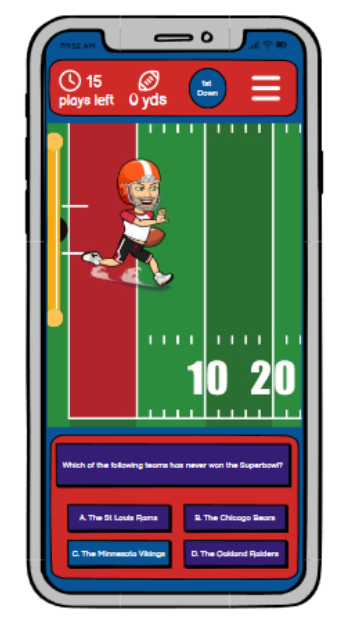 09:52 AM
15
plays left
0 yds
1st
Down
10 20
Which of the following teams has never won the Superbowl?
A. The St Louis Rams
B. The Chicago Bears
C. The Minnesota Vikings
D. The Oakland Raiders